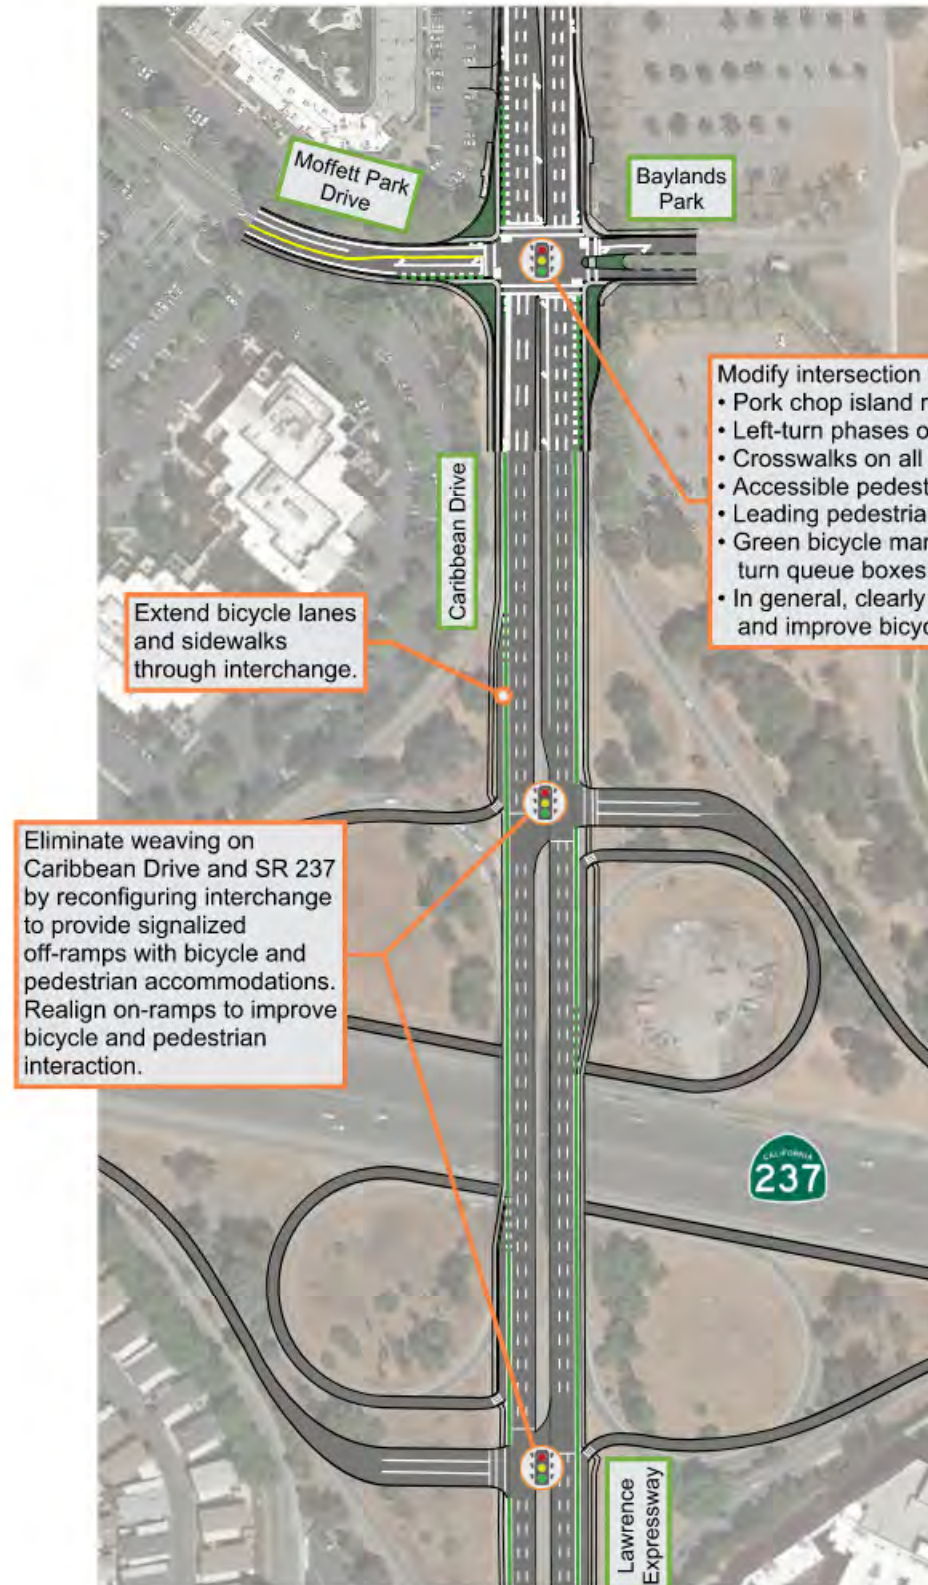 Moffett Park
Drive
Baylands
Park
Modify intersection
• Pork chop island r
• Left-turn phases o
• Crosswalks on all
• Accessible pedest
• Leading pedestria
• Green bicycle mar
turn queue boxes
• In general, clearly
and improve bicyc
Caribbean Drive
Extend bicycle lanes
and sidewalks
through interchange.
Eliminate weaving on
Caribbean Drive and SR 237
by reconfiguring interchange
to provide signalized
off-ramps with bicycle and
pedestrian accommodations.
Realign on-ramps to improve
bicycle and pedestrian
interaction.
CALIFORNIA
237
Lawrence
Expressway